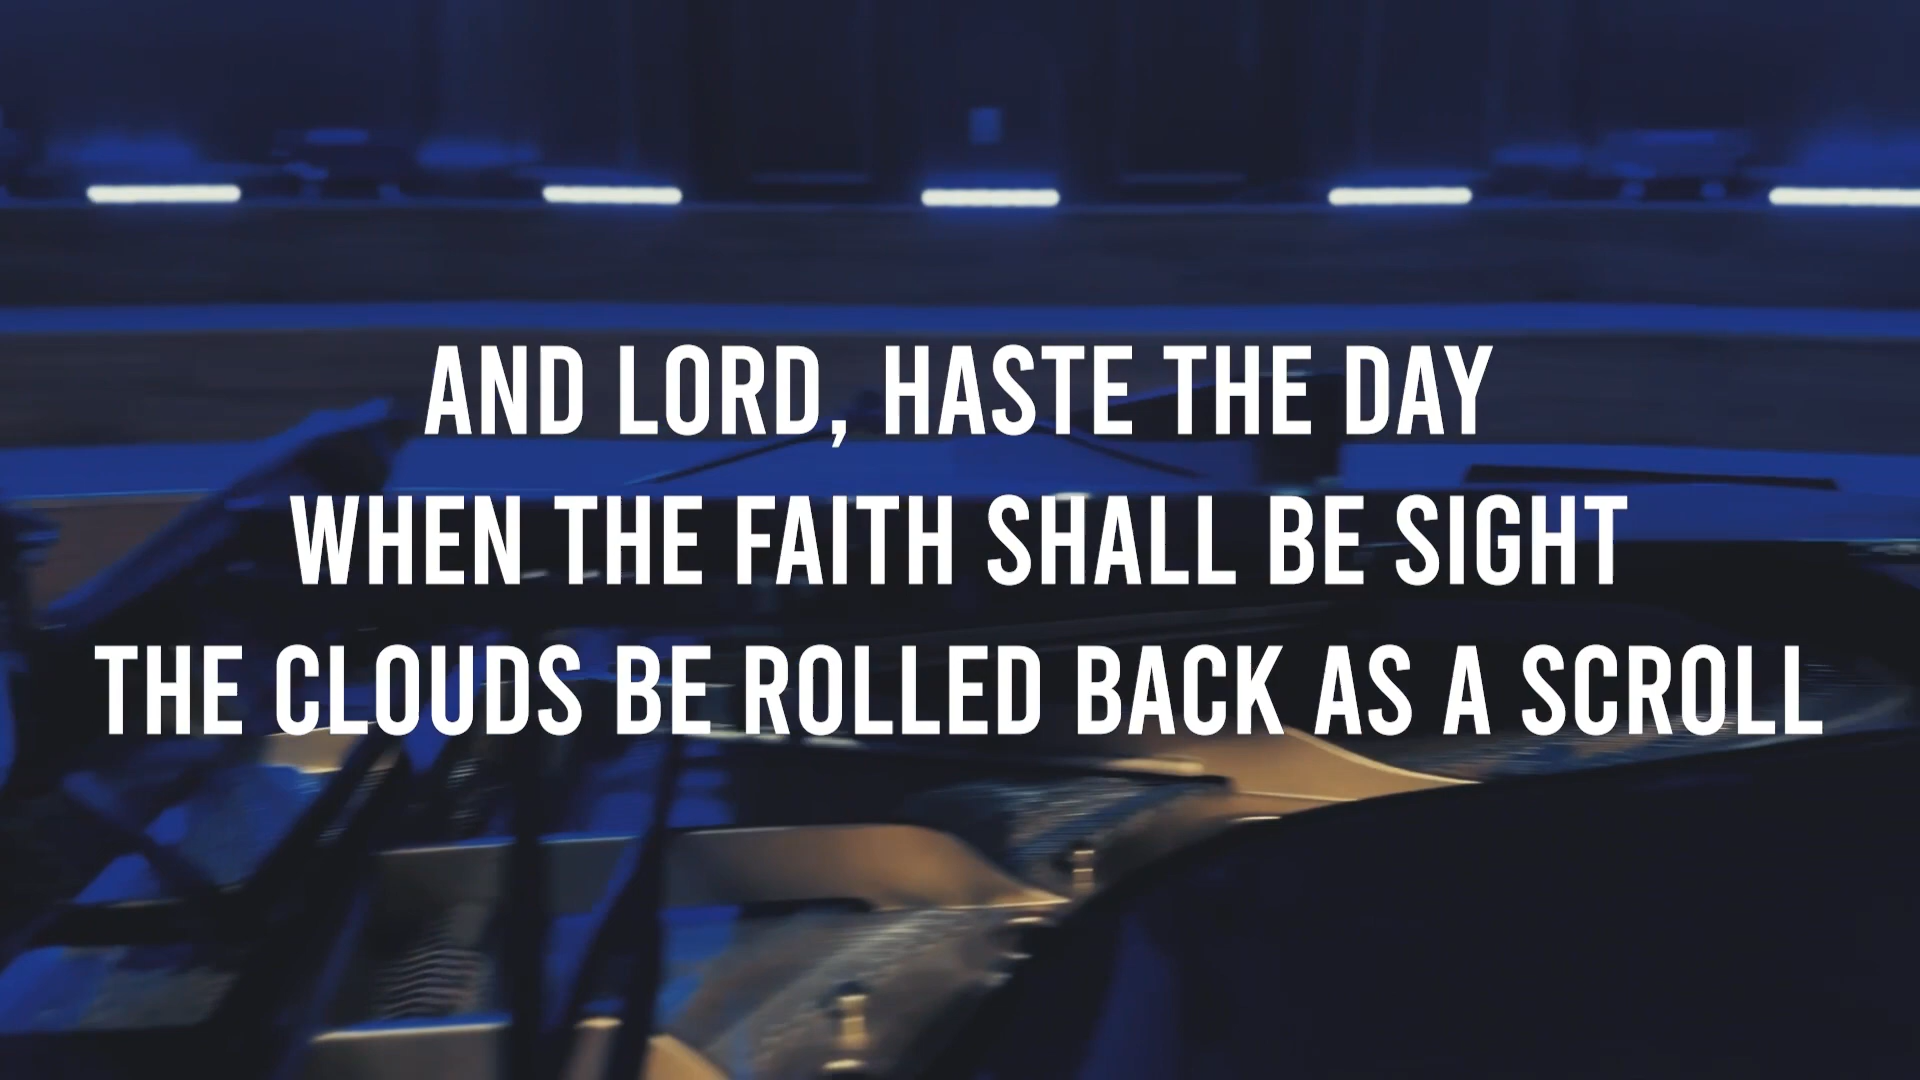 AND LORD, HASTE THE DAY
WHEN THE FAITH SHALL BE SIGHT
THE CLOUDS BE ROLLED BACK AS A SCROLL